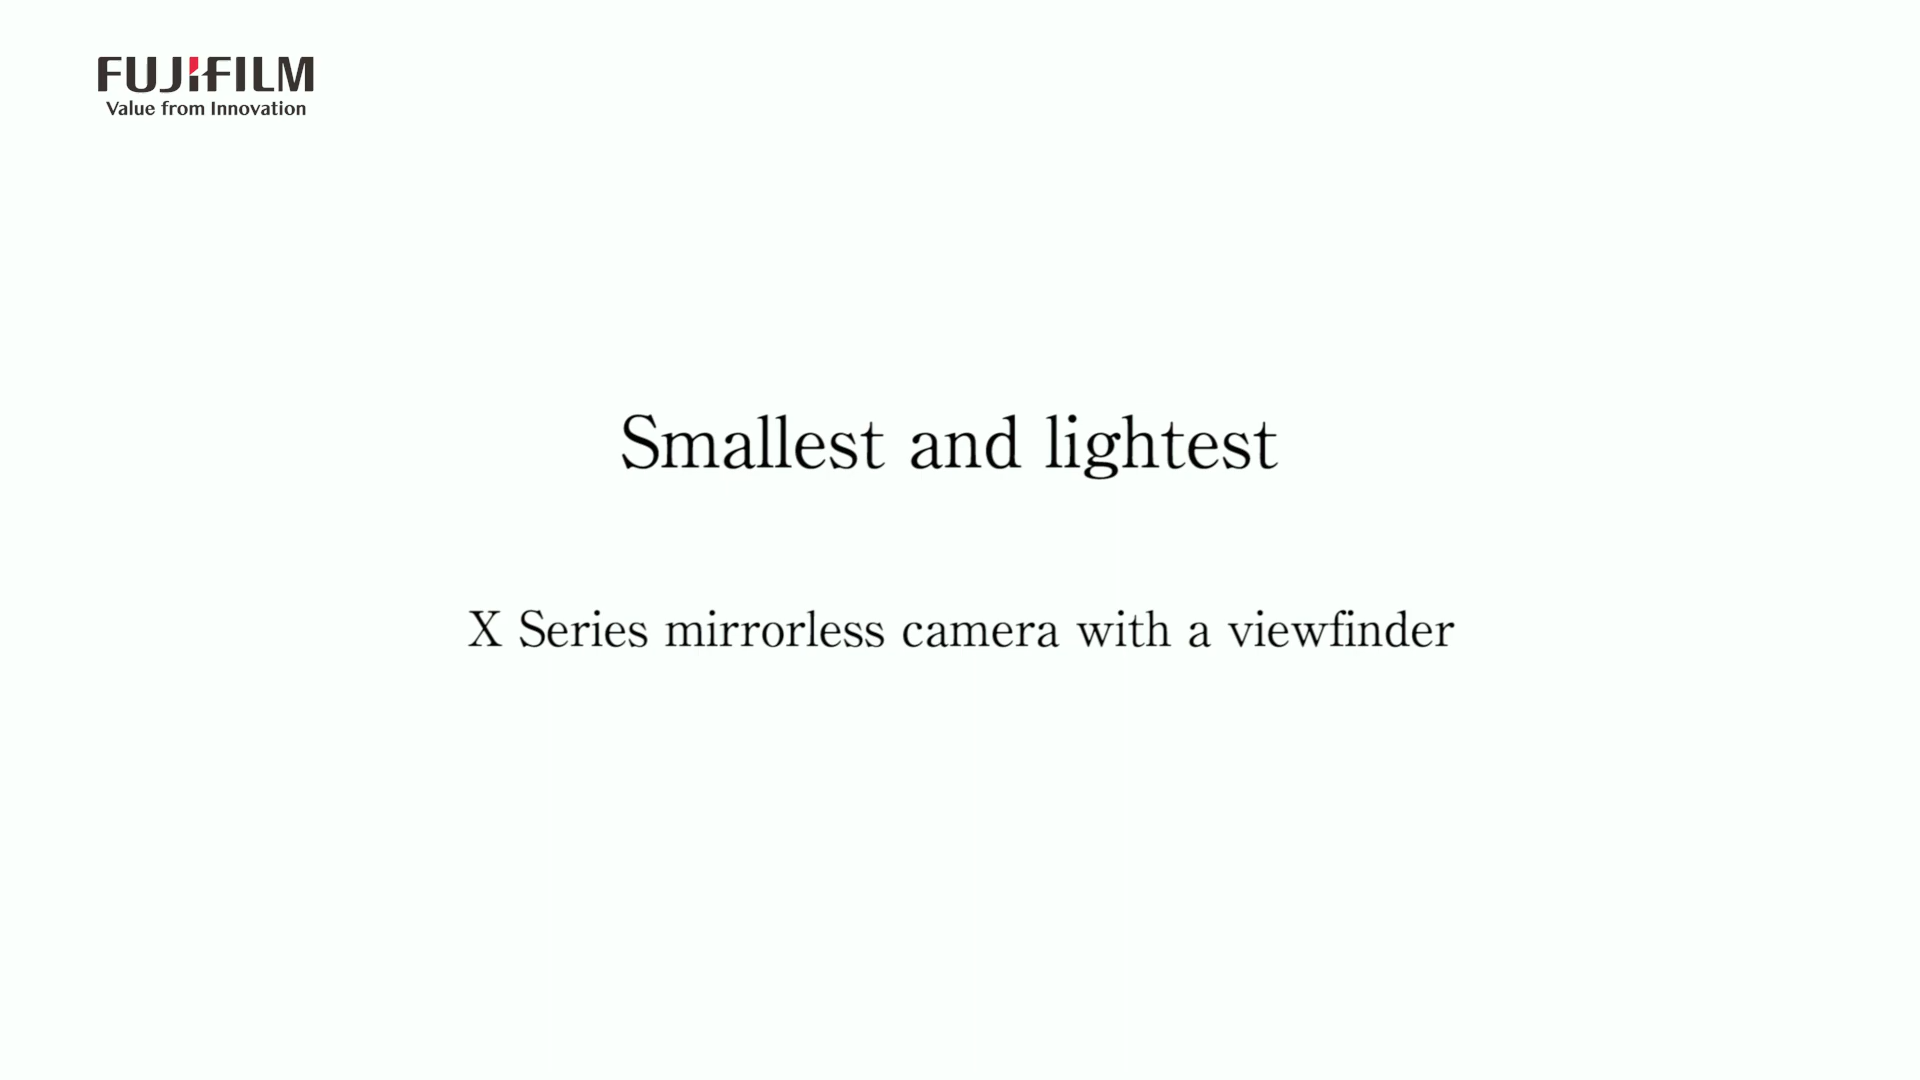 FUJIFILM
Value from Innovation
Smallest and lightest
X Series mirrorless camera with a viewfinder